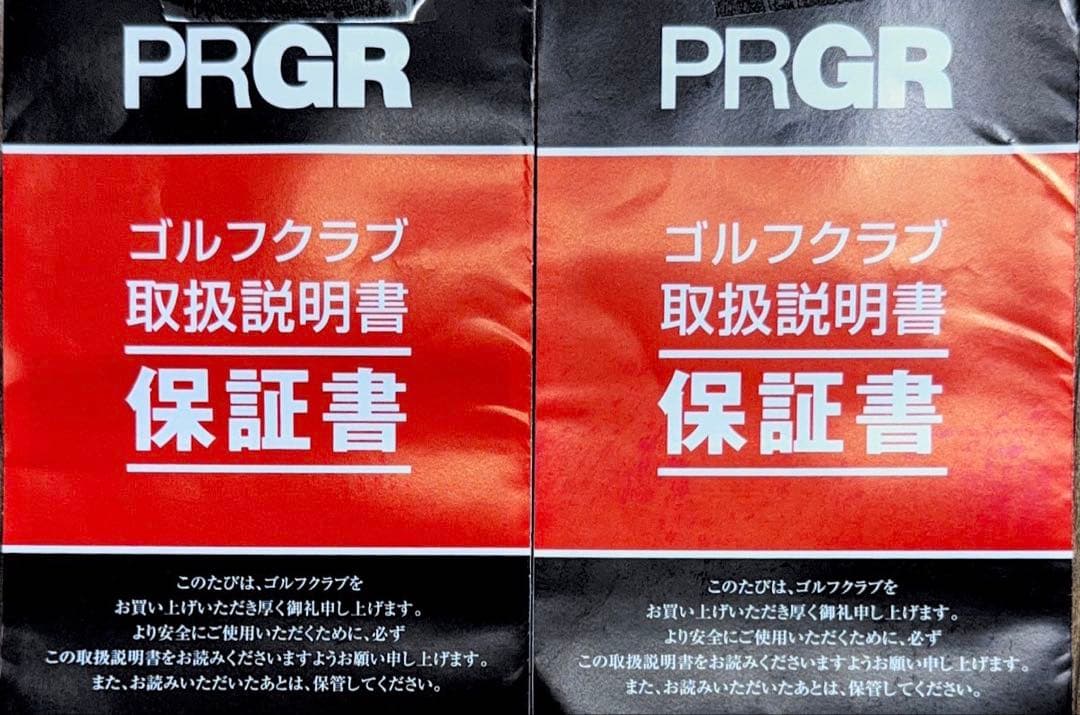 PRGR
ゴルフクラブ
取扱説明書
保証書
このたびは、ゴルフクラブを
お買い上げいただき厚く御礼申し上げます。
より安全にご使用いただくために、必ず
この取扱説明書をお読みくださいますようお願い申し上げます。
また、お読みいただいたあとは、保管してください。
PRGR
ゴルフクラブ
取扱説明書
保証書
このたびは、ゴルフクラブを
お買い上げいただき厚く御礼申し上げます。
より安全にご使用いただくために、必ず
この取扱説明書をお読みくださいますようお願い申し上げます。
また、お読みいただいたあとは、保管してください。